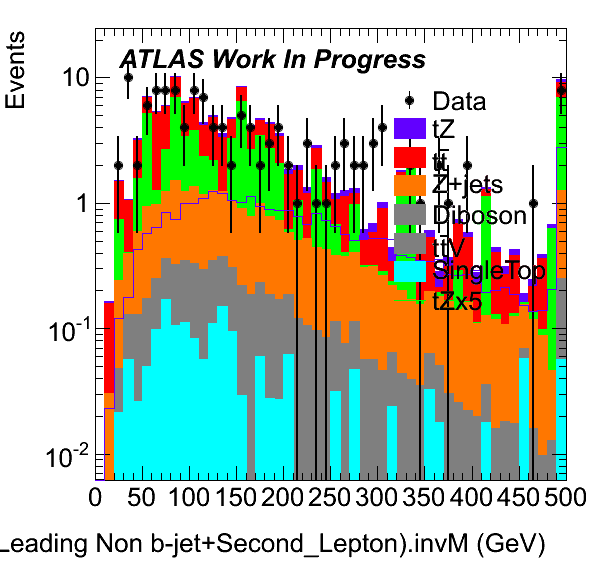 Events
ATLAS Work In Progress
Data
tZ
tt̄
Z+jets
Diboson
tt̄V
SingleTop
tZx5
10
1
10⁻¹
10⁻²
0 50 100 150 200 250 300 350 400 450 500
Leading Non b-jet+Second_Lepton).invM (GeV)